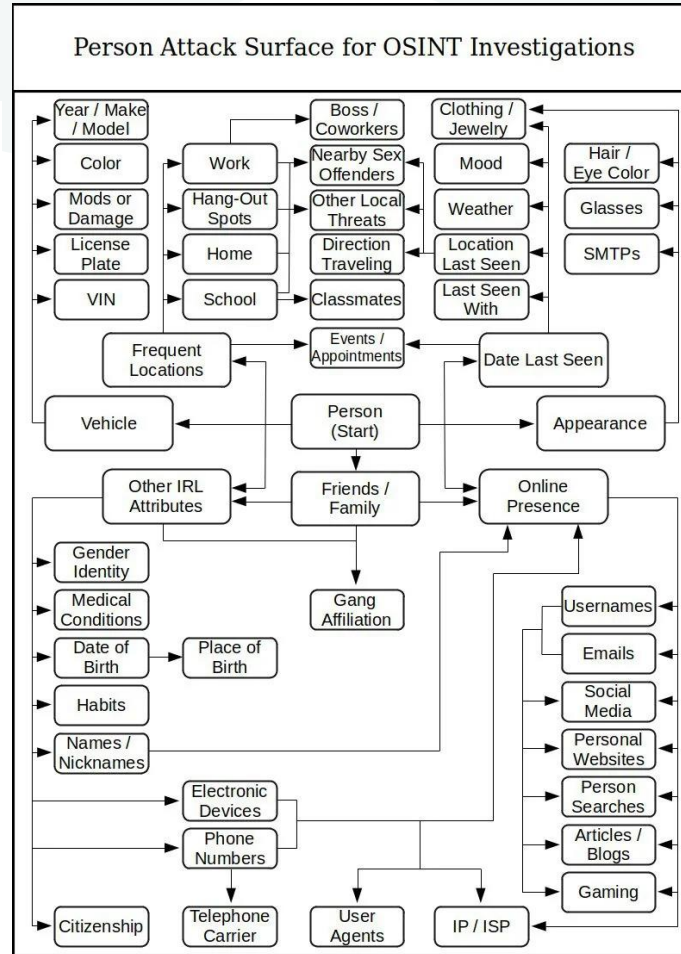 Person Attack Surface for OSINT Investigations
Year / Make
/ Model
Boss /
Coworkers
Clothing /
Jewelry
Color
Work
Nearby Sex
Offenders
Mood
Hair /
Eye Color
Mods or
Damage
Hang-Out
Spots
Other Local
Threats
Weather
Glasses
License
Plate
Home
Direction
Traveling
Location
Last Seen
SMTPs
VIN
School
Classmates
Last Seen
With
Frequent
Locations
Events /
Appointments
Date Last Seen
Vehicle
Person
(Start)
Appearance
Other IRL
Attributes
Friends /
Family
Online
Presence
Gender
Identity
Medical
Conditions
Gang
Affiliation
Usernames
Date of
Birth
Place of
Birth
Emails
Habits
Social
Media
Names /
Nicknames
Personal
Websites
Electronic
Devices
Person
Searches
Phone
Numbers
Articles /
Blogs
Gaming
Citizenship
Telephone
Carrier
User
Agents
IP / ISP